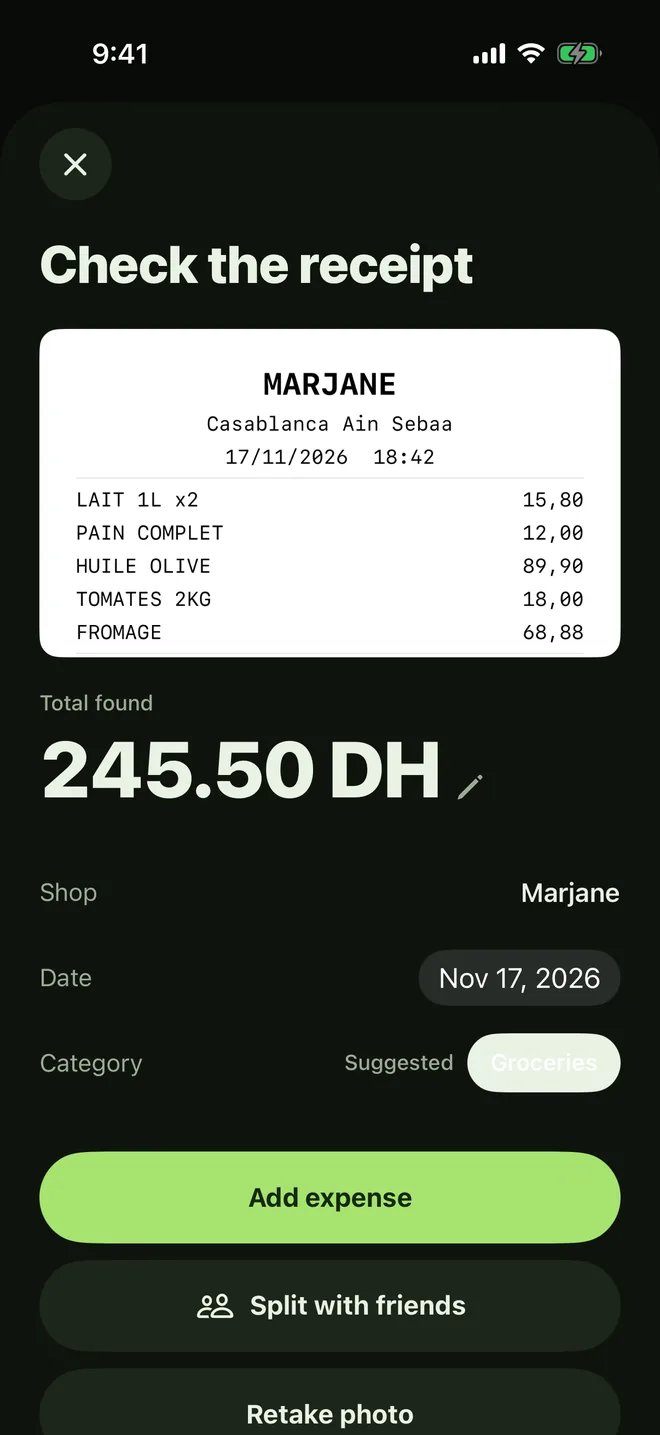 9:41
Check the receipt
MARJANE
Casablanca Ain Sebaa
17/11/2026 18:42
LAIT 1L x2 15,80
PAIN COMPLET 12,00
HUILE OLIVE 89,90
TOMATES 2KG 18,00
FROMAGE 68,88
Total found
245.50 DH
Shop Marjane
Date Nov 17, 2026
Category Suggested Groceries
Add expense
Split with friends
Retake photo